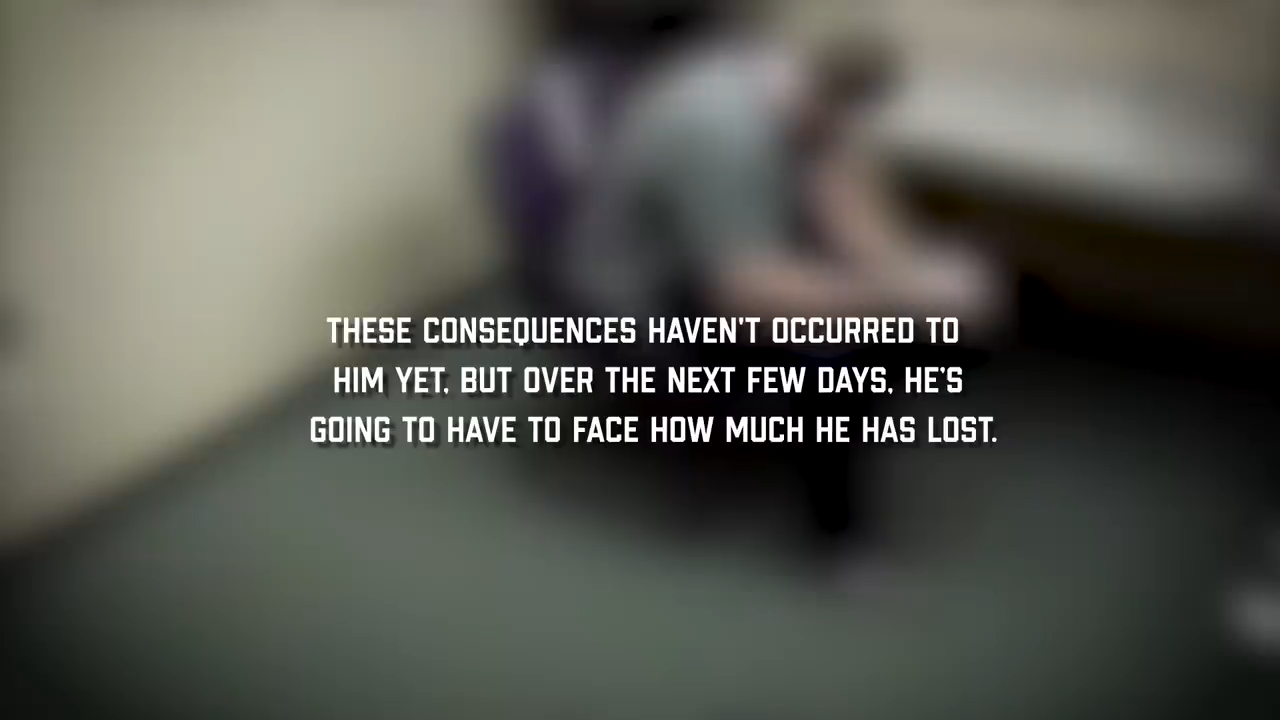 THESE CONSEQUENCES HAVEN'T OCCURRED TO
HIM YET, BUT OVER THE NEXT FEW DAYS, HE'S
GOING TO HAVE TO FACE HOW MUCH HE HAS LOST.